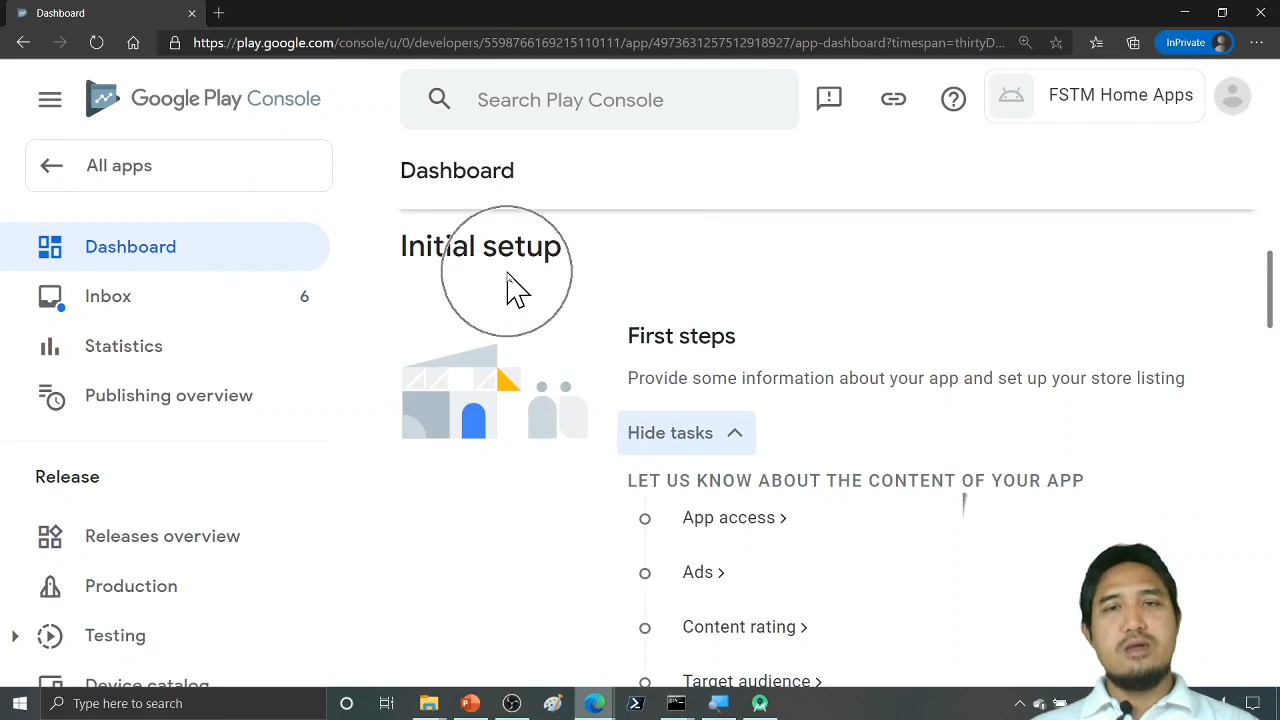 Dashboard
https://play.google.com/console/u/0/developers/5598766169215110111/app/4973631257512918927/app-dashboard?timespan=thirtyD...
InPrivate
Google Play Console
Search Play Console
FSTM Home Apps
All apps
Dashboard
Dashboard
Inbox 6
Statistics
Publishing overview
Release
Releases overview
Production
Testing
Device catalog
Initial setup
First steps
Provide some information about your app and set up your store listing
Hide tasks
LET US KNOW ABOUT THE CONTENT OF YOUR APP
App access
Ads
Content rating
Target audience
Type here to search